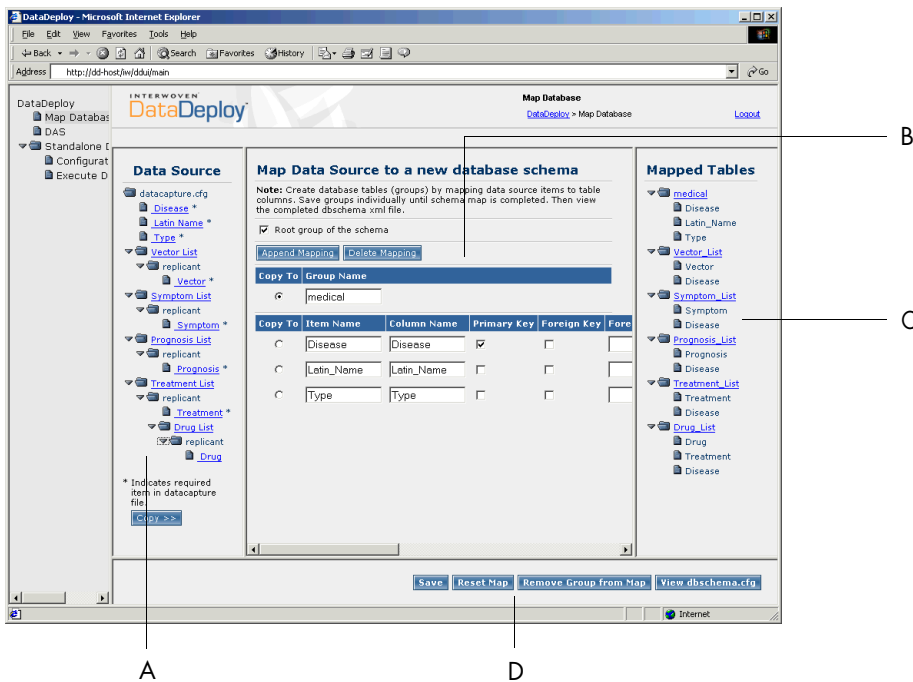 DataDeploy - Microsoft Internet Explorer
File Edit View Favorites Tools Help
Back Search Favorites History
Address http://dd-host/iw/ddui/main Go
DataDeploy
Map Databas
DAS
Standalone D
Configurat
Execute D
INTERWOVEN
DataDeploy
Map Database
DataDeploy > Map Database
Logout
Data Source
datacapture.cfg
Disease *
Latin Name *
Type *
Vector List
replicant
Vector *
Symptom List
replicant
Symptom *
Prognosis List
replicant
Prognosis *
Treatment List
replicant
Treatment *
Drug List
replicant
Drug
* Indicates required
item in datacapture
file.
Copy >>
Map Data Source to a new database schema
Note: Create database tables (groups) by mapping data source items to table
columns. Save groups individually until schema map is completed. Then view
the completed dbschema xml file.
Root group of the schema
Append Mapping Delete Mapping
Copy To Group Name
medical
Copy To Item Name Column Name Primary Key Foreign Key Fore
Disease Disease
Latin_Name Latin_Name
Type Type
Mapped Tables
medical
Disease
Latin_Name
Type
Vector_List
Vector
Disease
Symptom_List
Symptom
Disease
Prognosis_List
Prognosis
Disease
Treatment_List
Treatment
Disease
Drug_List
Drug
Treatment
Disease
Save Reset Map Remove Group from Map View dbschema.cfg
Internet
B
C
A
D